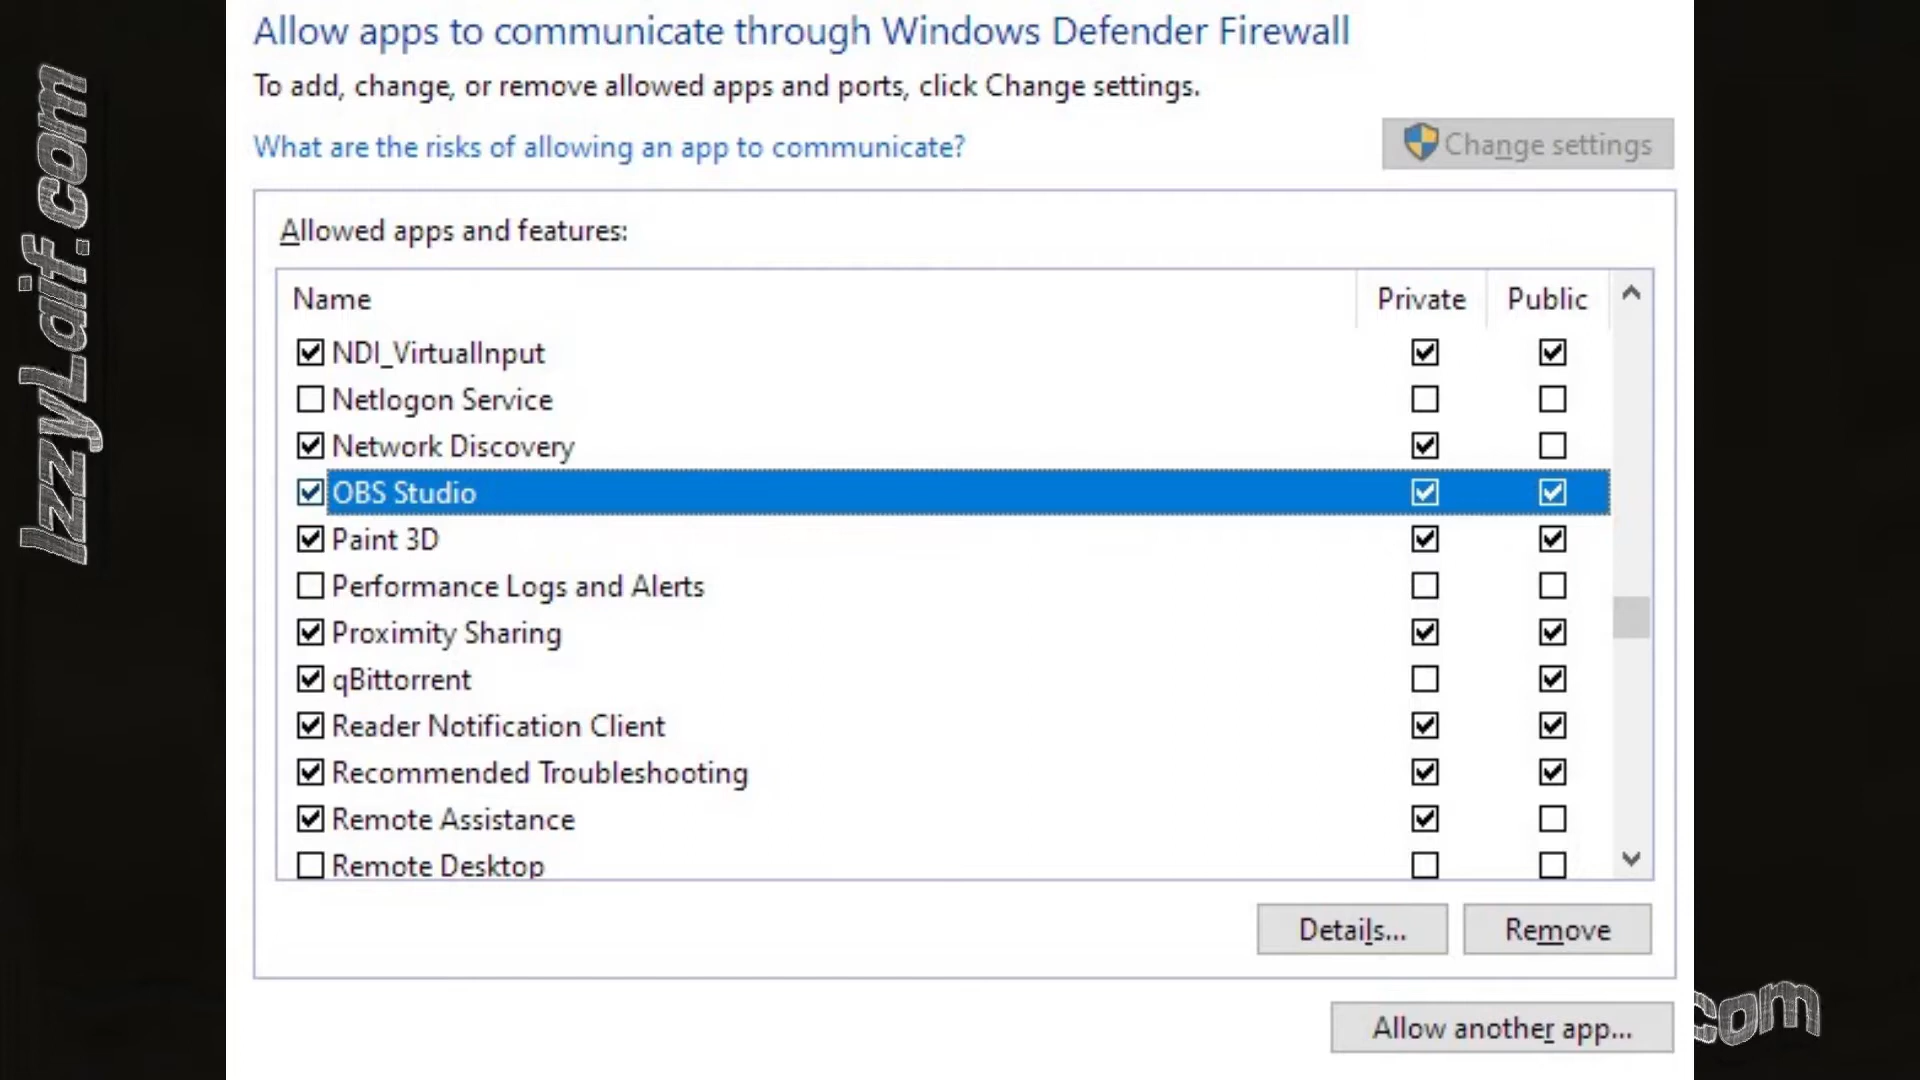 IzzyLaif.com
Allow apps to communicate through Windows Defender Firewall
To add, change, or remove allowed apps and ports, click Change settings.
What are the risks of allowing an app to communicate?
Change settings
Allowed apps and features:
Name Private Public
NDI_VirtualInput
Netlogon Service
Network Discovery
OBS Studio
Paint 3D
Performance Logs and Alerts
Proximity Sharing
qBittorrent
Reader Notification Client
Recommended Troubleshooting
Remote Assistance
Remote Desktop
Details... Remove
Allow another app...
com